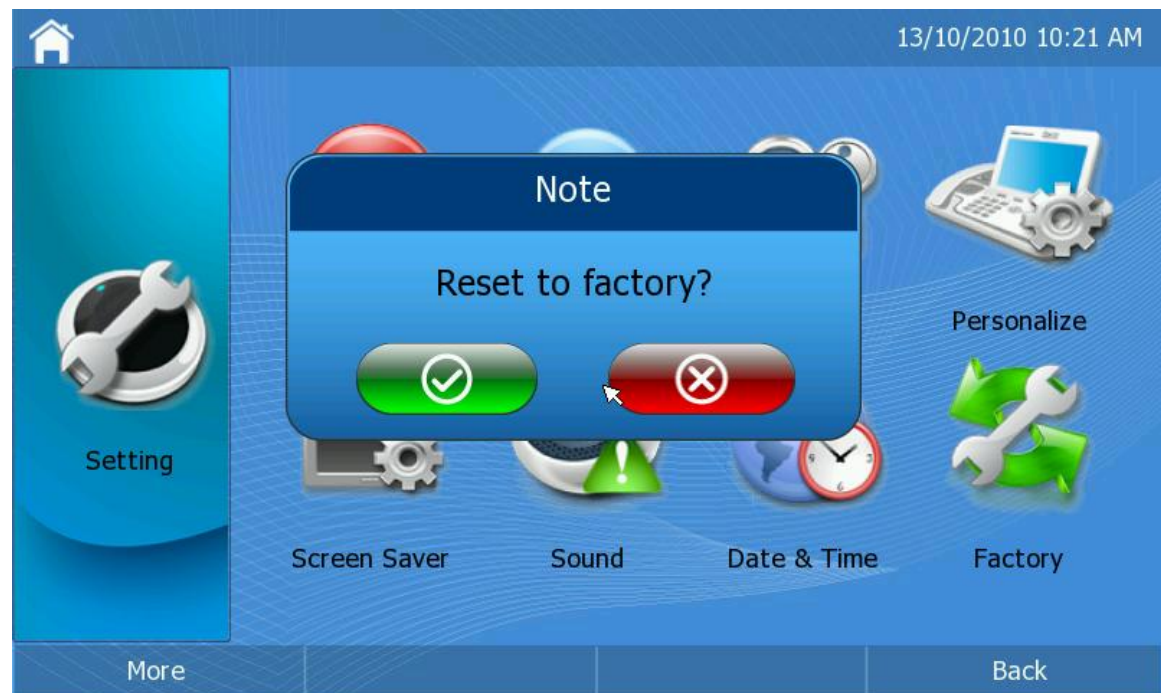 13/10/2010 10:21 AM
Note
Reset to factory?
Personalize
Setting
Screen Saver
Sound
Date & Time
Factory
More
Back